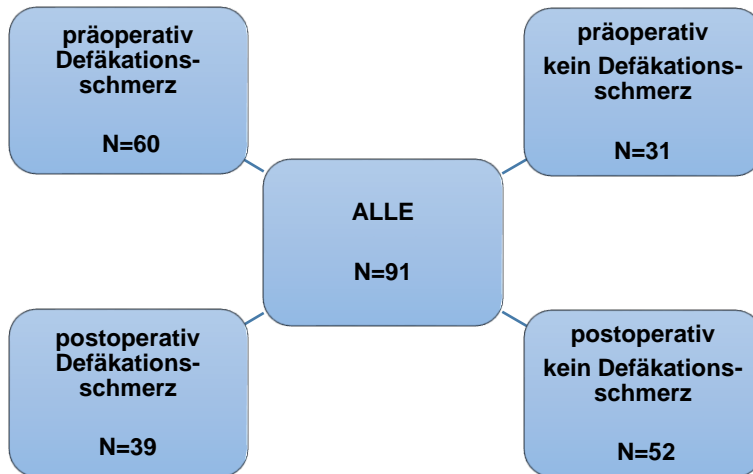 präoperativ
Defäkations-
schmerz
N=60
präoperativ
kein Defäkations-
schmerz
N=31
ALLE
N=91
postoperativ
Defäkations-
schmerz
N=39
postoperativ
kein Defäkations-
schmerz
N=52